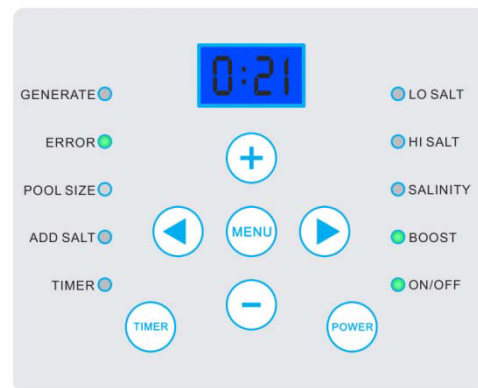 0:21
GENERATE
ERROR
POOL SIZE
ADD SALT
TIMER
LO SALT
HI SALT
SALINITY
BOOST
ON/OFF
+
MENU
−
TIMER
POWER